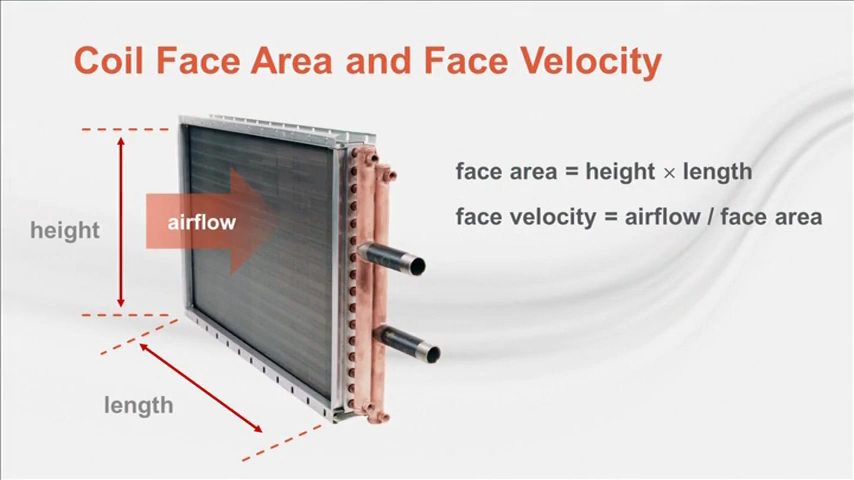 Coil Face Area and Face Velocity
face area = height × length
airflow
face velocity = airflow / face area
height
length